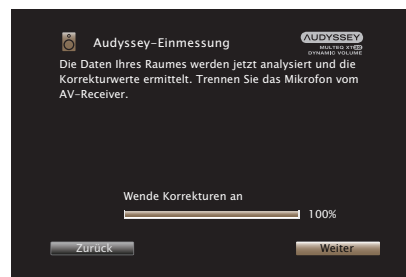 Audyssey-Einmessung
AUDYSSEY
MULTEQ XT32
DYNAMIC VOLUME
Die Daten Ihres Raumes werden jetzt analysiert und die
Korrekturwerte ermittelt. Trennen Sie das Mikrofon vom
AV-Receiver.
Wende Korrekturen an
100%
Zurück
Weiter